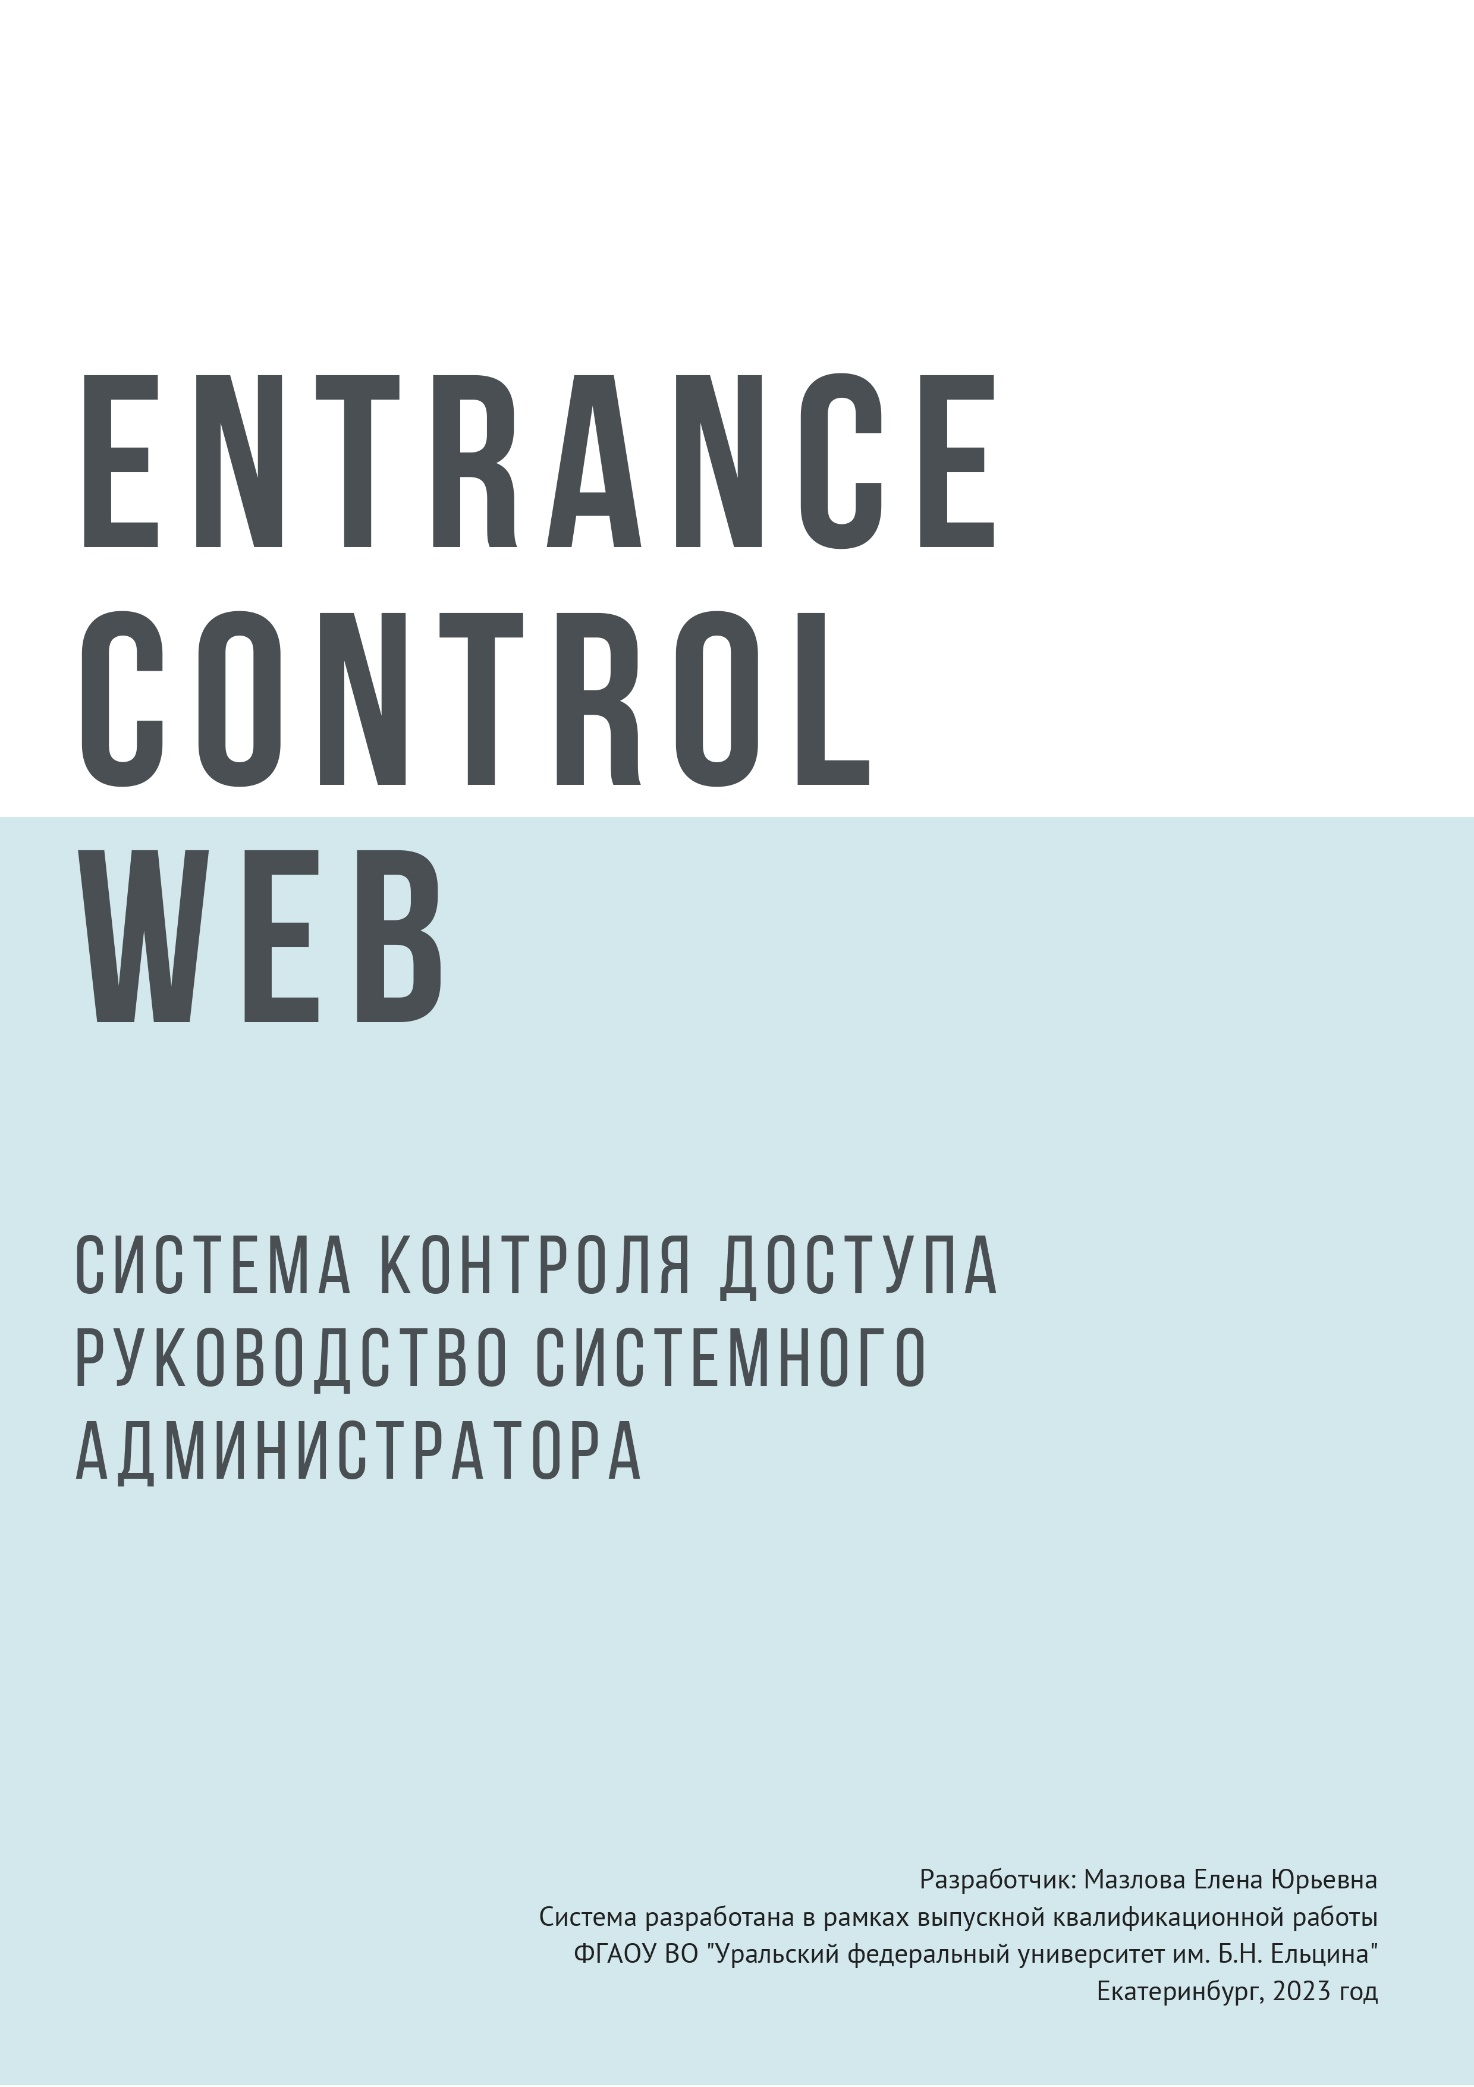 ENTRANCE
CONTROL
WEB
СИСТЕМА КОНТРОЛЯ ДОСТУПА
РУКОВОДСТВО СИСТЕМНОГО
АДМИНИСТРАТОРА
Разработчик: Мазлова Елена Юрьевна
Система разработана в рамках выпускной квалификационной работы
ФГАОУ ВО "Уральский федеральный университет им. Б.Н. Ельцина"
Екатеринбург, 2023 год